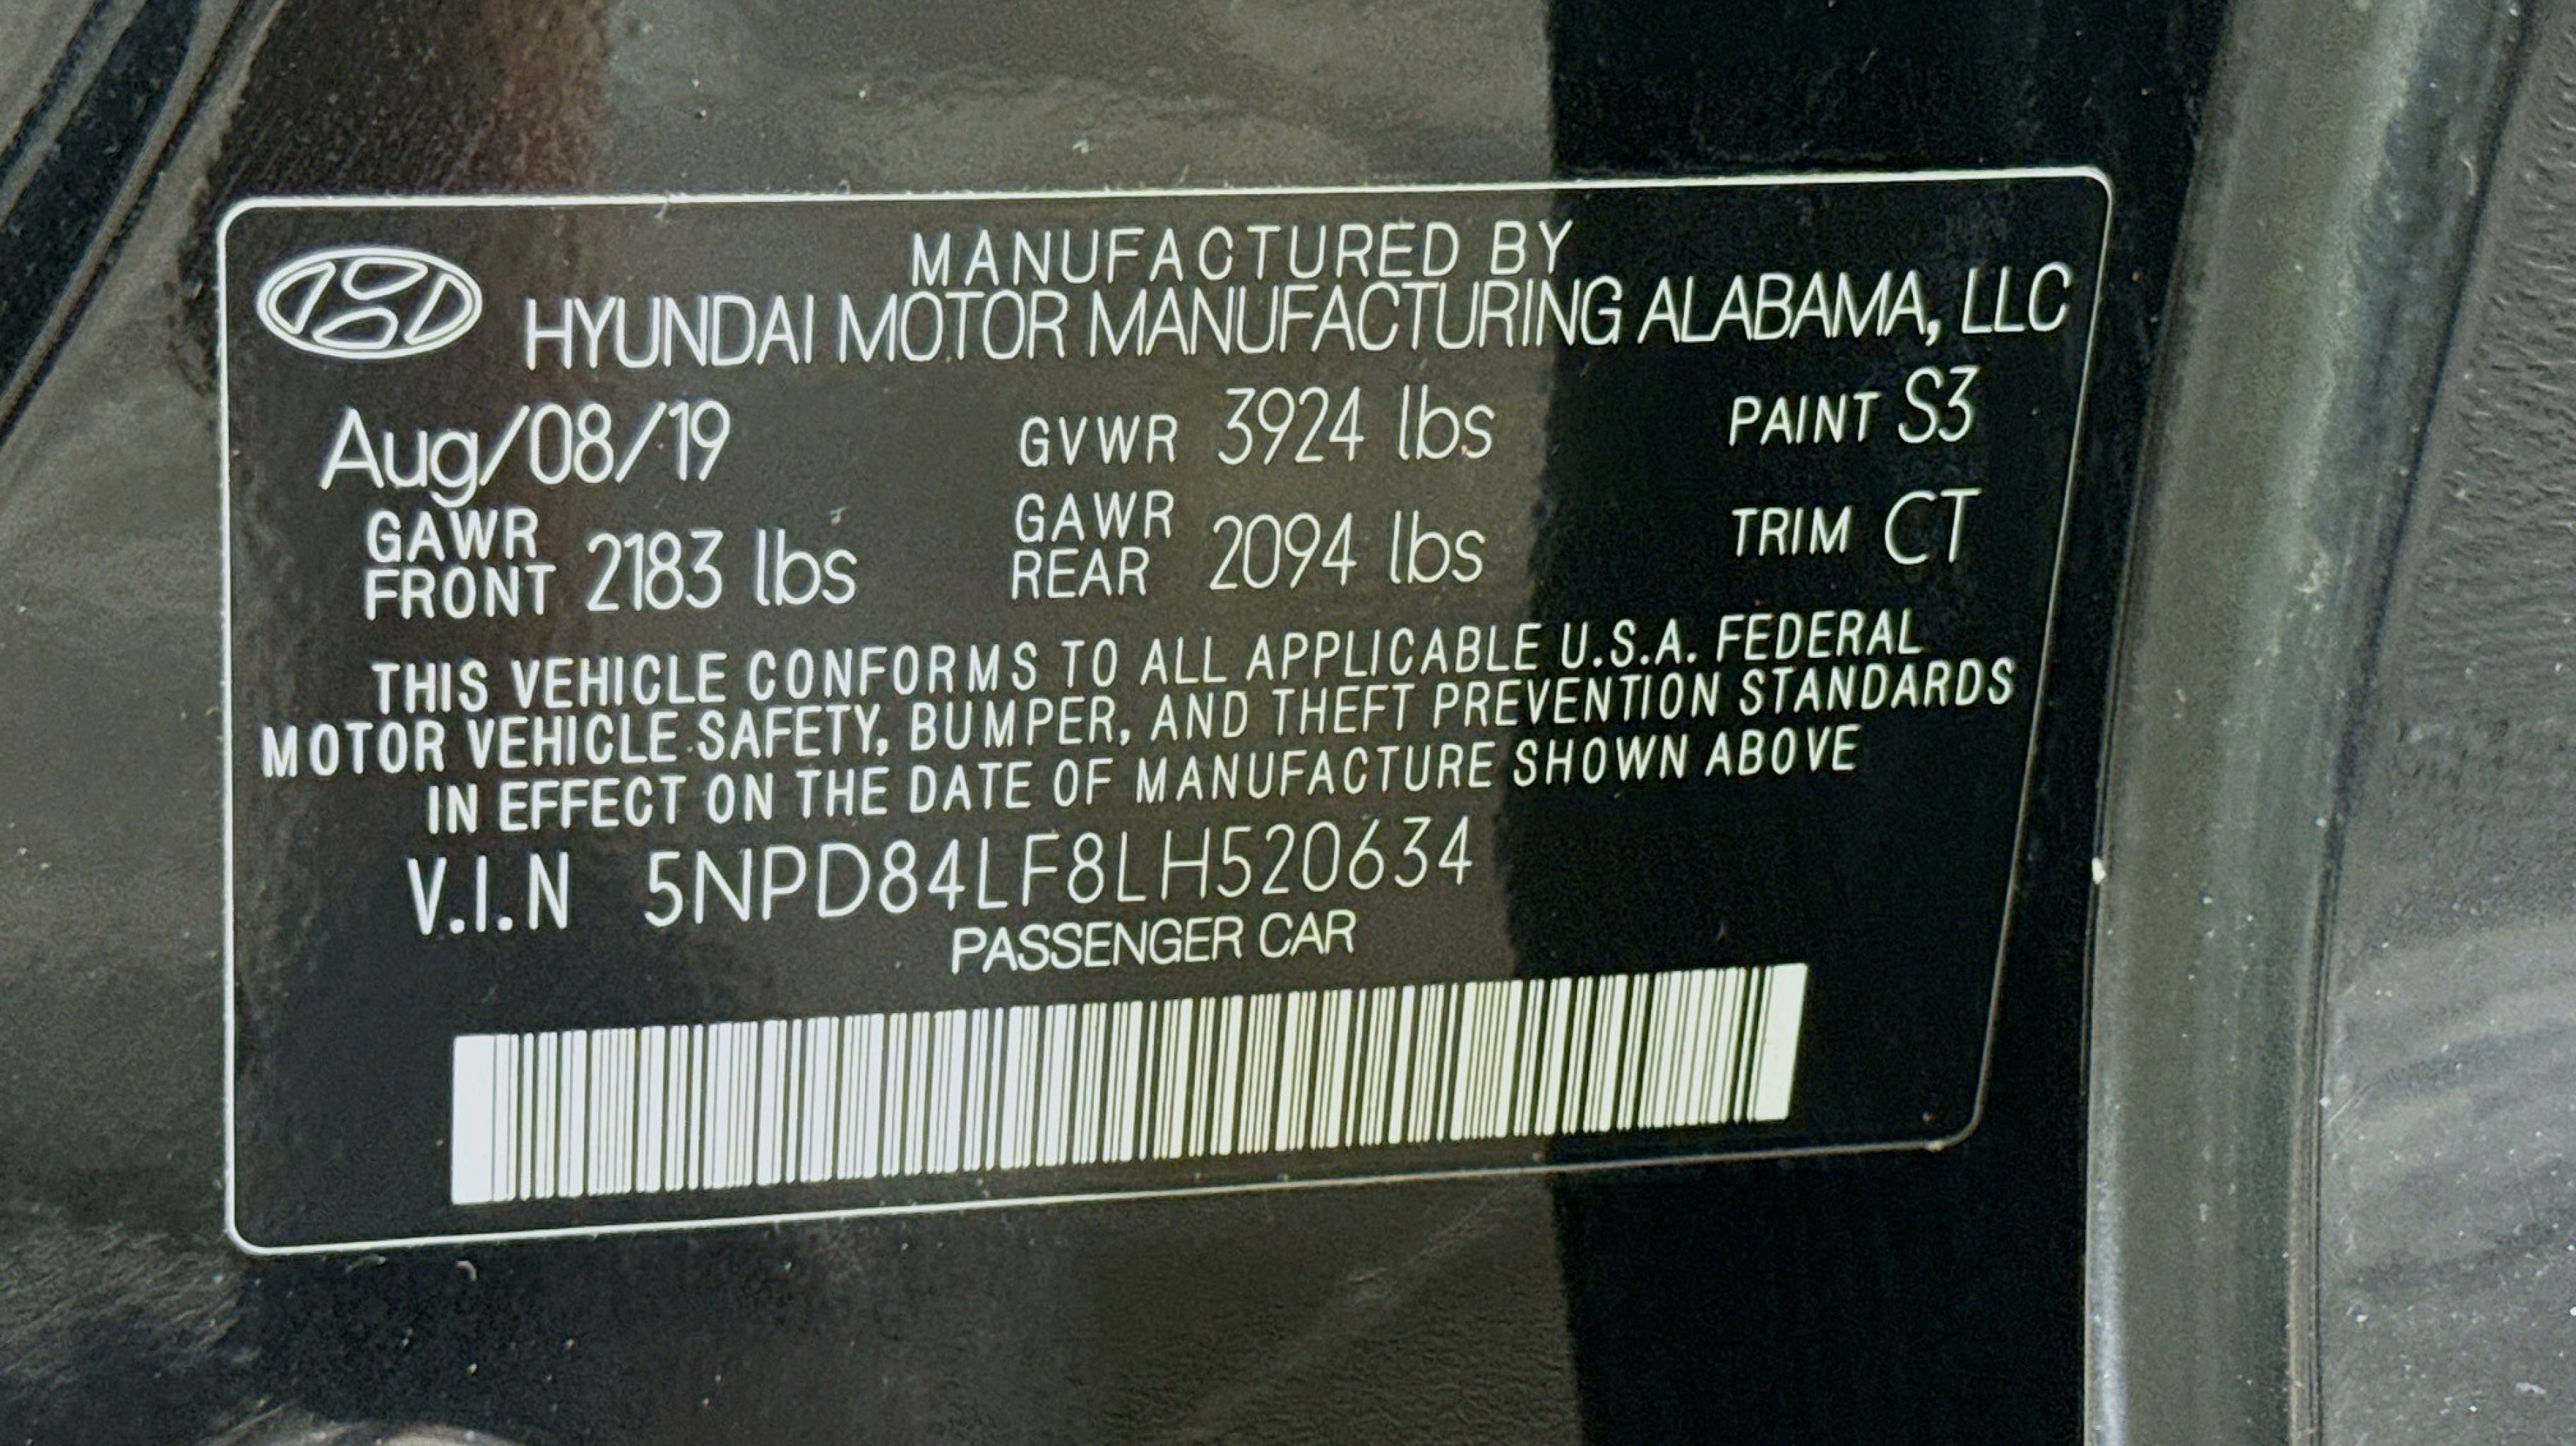 MANUFACTURED BY
HYUNDAI MOTOR MANUFACTURING ALABAMA, LLC
Aug/08/19 GVWR 3924 lbs PAINT S3
GAWR FRONT 2183 lbs GAWR REAR 2094 lbs TRIM CT
THIS VEHICLE CONFORMS TO ALL APPLICABLE U.S.A. FEDERAL
MOTOR VEHICLE SAFETY, BUMPER, AND THEFT PREVENTION STANDARDS
IN EFFECT ON THE DATE OF MANUFACTURE SHOWN ABOVE
V.I.N 5NPD84LF8LH520634
PASSENGER CAR